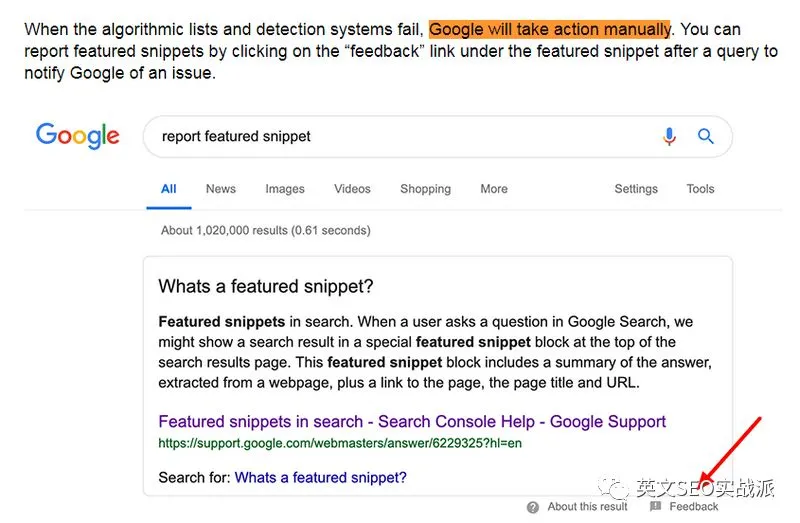 When the algorithmic lists and detection systems fail, Google will take action manually. You can
report featured snippets by clicking on the “feedback” link under the featured snippet after a query to
notify Google of an issue.
Google
report featured snippet
All News Images Videos Shopping More Settings Tools
About 1,020,000 results (0.61 seconds)
Whats a featured snippet?
Featured snippets in search. When a user asks a question in Google Search, we
might show a search result in a special featured snippet block at the top of the
search results page. This featured snippet block includes a summary of the answer,
extracted from a webpage, plus a link to the page, the page title and URL.
Featured snippets in search - Search Console Help - Google Support
https://support.google.com/webmasters/answer/6229325?hl=en
Search for: Whats a featured snippet?
英文SEO实战派
About this result Feedback